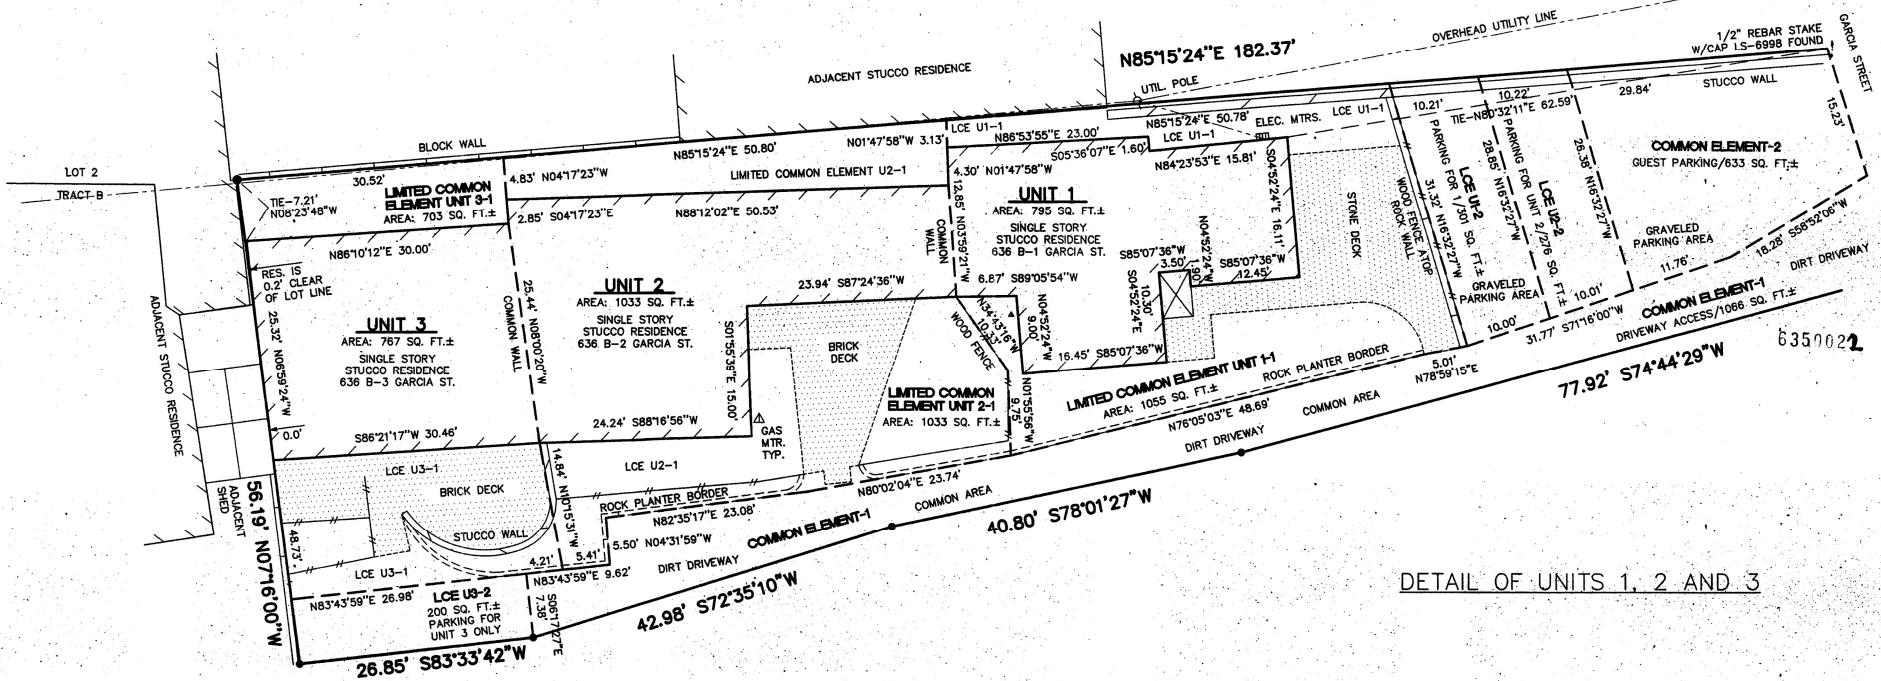 N85°15'24"E 182.37'
OVERHEAD UTILITY LINE
1/2" REBAR STAKE
W/CAP LS-6998 FOUND
GARCIA STREET
ADJACENT STUCCO RESIDENCE
UTIL. POLE
STUCCO WALL
15.23'
BLOCK WALL
LOT 2
TRACT B
30.52'
TIE-7.21'
N08°23'48"W
LIMITED COMMON
ELEMENT UNIT 3-1
AREA: 703 SQ. FT.±
4.83' N04°17'23"W
N85°15'24"E 50.80'
N01°47'58"W 3.13'
LIMITED COMMON ELEMENT U2-1
2.85' S04°17'23"E
N88°12'02"E 50.53'
LCE U1-1
N86°53'55"E 23.00'
S05°36'07"E 1.60'
N85°15'24"E 50.78'
LCE U1-1
ELEC. MTRS.
LCE U1-1
N84°23'53"E 15.81'
4.30' N01°47'58"W
10.21'
10.22'
29.84'
TIE-N80°32'11"E 62.59'
COMMON ELEMENT-2
GUEST PARKING/633 SQ. FT.±
UNIT 1
AREA: 795 SQ. FT.±
SINGLE STORY
STUCCO RESIDENCE
636 B-1 GARCIA ST.
12.85' N03°59'21"W
COMMON
WALL
S04°52'24"E 16.11'
STONE DECK
WOOD FENCE ATOP
ROCK WALL
31.32' N16°32'27"W
PARKING FOR 1/301 SQ. FT.±
LCE U1-2
28.85' N16°32'27"W
PARKING FOR UNIT 2/276 SQ. FT.±
LCE U2-2
26.38' N16°32'27"W
GRAVELED
PARKING AREA
18.28' S58°52'06"W
DIRT DRIVEWAY
11.76'
GRAVELED
PARKING AREA
10.01'
10.00'
31.77' S71°16'00"W
COMMON ELEMENT-1
DRIVEWAY ACCESS/1066 SQ. FT.±
6350022
N86°10'12"E 30.00'
RES. IS
0.2' CLEAR
OF LOT LINE
25.32' N06°59'24"W
0.0'
ADJACENT STUCCO RESIDENCE
UNIT 3
AREA: 767 SQ. FT.±
SINGLE STORY
STUCCO RESIDENCE
636 B-3 GARCIA ST.
25.44' N08°00'20"W
COMMON WALL
UNIT 2
AREA: 1033 SQ. FT.±
SINGLE STORY
STUCCO RESIDENCE
636 B-2 GARCIA ST.
23.94' S87°24'36"W
S01°55'39"E 15.00'
BRICK
DECK
6.87' S89°05'54"W
N34°43'16"W
10.33'
WOOD FENCE
N04°52'24"W
9.00'
S85°07'36"W
3.50'
N04°52'24"W
1.90'
S85°07'36"W
12.45'
10.30'
S04°52'24"E
16.45' S85°07'36"W
LIMITED COMMON
ELEMENT UNIT 2-1
AREA: 1033 SQ. FT.±
N01°55'56"W
9.75'
LIMITED COMMON ELEMENT UNIT 1-1
AREA: 1055 SQ. FT.±
ROCK PLANTER BORDER
5.01'
N78°59'15"E
N76°05'03"E 48.69'
COMMON AREA
DIRT DRIVEWAY
77.92' S74°44'29"W
S86°21'17"W 30.46'
24.24' S88°16'56"W
GAS
MTR.
TYP.
LCE U3-1
BRICK DECK
14.84' N10°15'31"W
LCE U2-1
ROCK PLANTER BORDER
N82°35'17"E 23.08'
N80°02'04"E 23.74'
COMMON AREA
COMMON ELEMENT-1
40.80' S78°01'27"W
ADJACENT
SHED
56.19' N07°16'00"W
48.73'
STUCCO WALL
4.21'
5.41'
5.50' N04°31'59"W
DIRT DRIVEWAY
LCE U3-1
N83°43'59"E 26.98'
N83°43'59"E 9.62'
LCE U3-2
200 SQ. FT.±
PARKING FOR
UNIT 3 ONLY
S06°17'27"E
7.38'
42.98' S72°35'10"W
26.85' S83°33'42"W
DETAIL OF UNITS 1, 2 AND 3